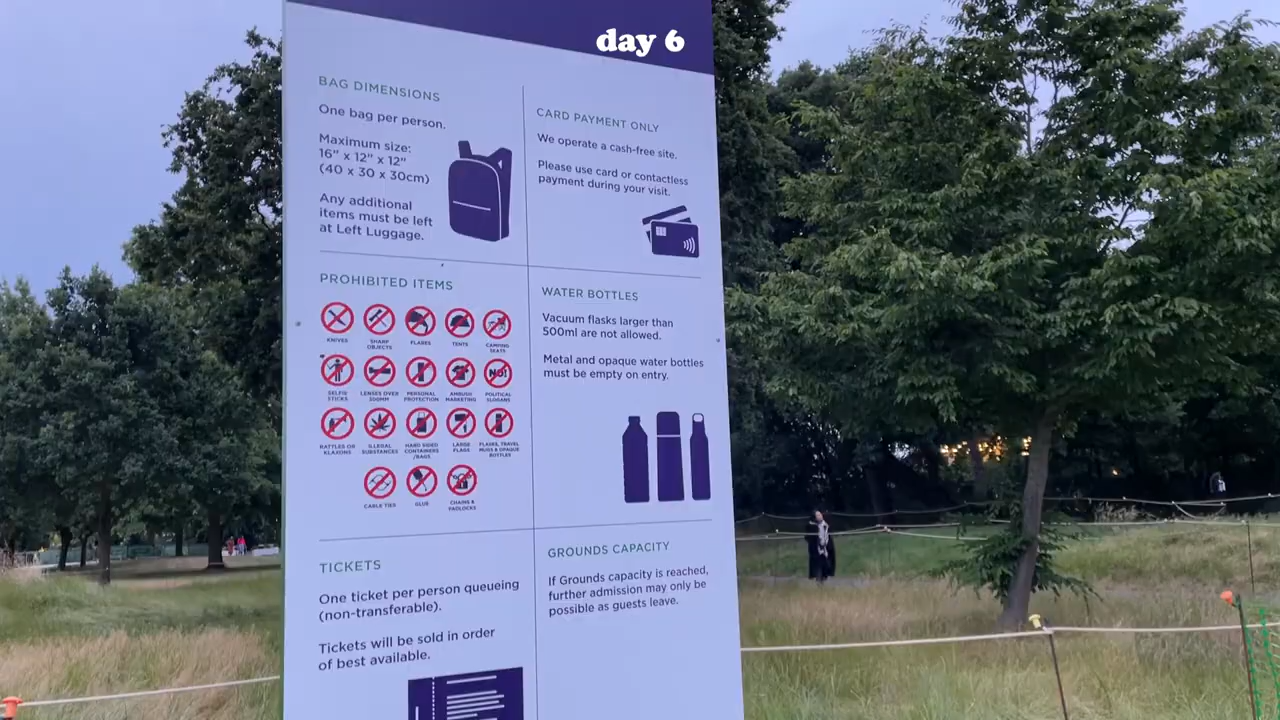 day 6
BAG DIMENSIONS
One bag per person.
Maximum size:
16" x 12" x 12"
(40 x 30 x 30cm)
Any additional
items must be left
at Left Luggage.
CARD PAYMENT ONLY
We operate a cash-free site.
Please use card or contactless
payment during your visit.
PROHIBITED ITEMS
KNIVES
SHARP
OBJECTS
FLARES
TENTS
CAMPING
SEATS
SELFIE
STICKS
LENSES OVER
300MM
PERSONAL
PROTECTION
AMBUSH
MARKETING
NO!
POLITICAL
SLOGANS
RATTLES OR
KLAXONS
ILLEGAL
SUBSTANCES
HARD SIDED
CONTAINERS
/BAGS
LARGE
FLAGS
FLASKS, TRAVEL
MUGS & OPAQUE
BOTTLES
CABLE TIES
GLUE
CHAINS &
PADLOCKS
WATER BOTTLES
Vacuum flasks larger than
500ml are not allowed.
Metal and opaque water bottles
must be empty on entry.
TICKETS
One ticket per person queueing
(non-transferable).
Tickets will be sold in order
of best available.
GROUNDS CAPACITY
If Grounds capacity is reached,
further admission may only be
possible as guests leave.